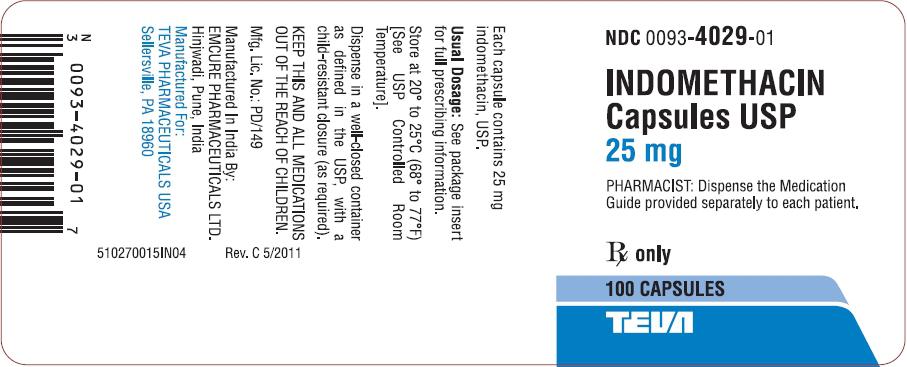 NDC 0093-4029-01
INDOMETHACIN
Capsules USP
25 mg
PHARMACIST: Dispense the Medication
Guide provided separately to each patient.
℞ only
100 CAPSULES
TEVA
Each capsule contains 25 mg
indomethacin, USP.
Usual Dosage: See package insert
for full prescribing information.
Store at 20° to 25°C (68° to 77°F)
[See USP Controlled Room
Temperature].
Dispense in a well-closed container
as defined in the USP, with a
child-resistant closure (as required).
KEEP THIS AND ALL MEDICATIONS
OUT OF THE REACH OF CHILDREN.
Mfg. Lic. No.: PD/149
Manufactured In India By:
EMCURE PHARMACEUTICALS LTD.
Hinjwadi, Pune, India
Manufactured For:
TEVA PHARMACEUTICALS USA
Sellersville, PA 18960
N
3 0093-4029-01 7
510270015IN04 Rev. C 5/2011